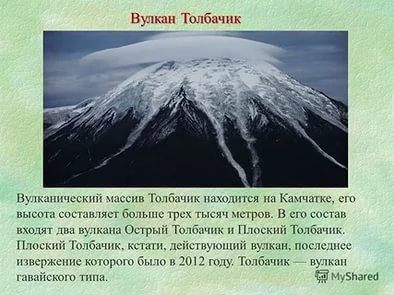 Вулкан Толбачик
Вулканический массив Толбачик находится на Камчатке, его
высота составляет больше трех тысяч метров. В его состав
входят два вулкана Острый Толбачик и Плоский Толбачик.
Плоский Толбачик, кстати, действующий вулкан, последнее
извержение которого было в 2012 году. Толбачик — вулкан
гавайского типа.
MyShared